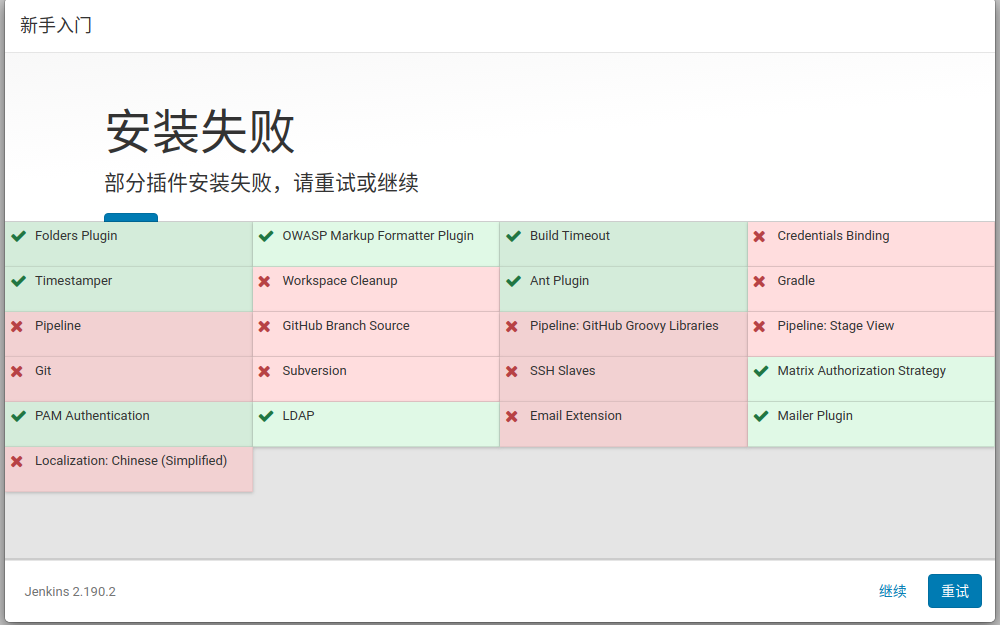 新手入门
安装失败
部分插件安装失败，请重试或继续
Folders Plugin OWASP Markup Formatter Plugin Build Timeout Credentials Binding
Timestamper Workspace Cleanup Ant Plugin Gradle
Pipeline GitHub Branch Source Pipeline: GitHub Groovy Libraries Pipeline: Stage View
Git Subversion SSH Slaves Matrix Authorization Strategy
PAM Authentication LDAP Email Extension Mailer Plugin
Localization: Chinese (Simplified)
Jenkins 2.190.2 继续 重试